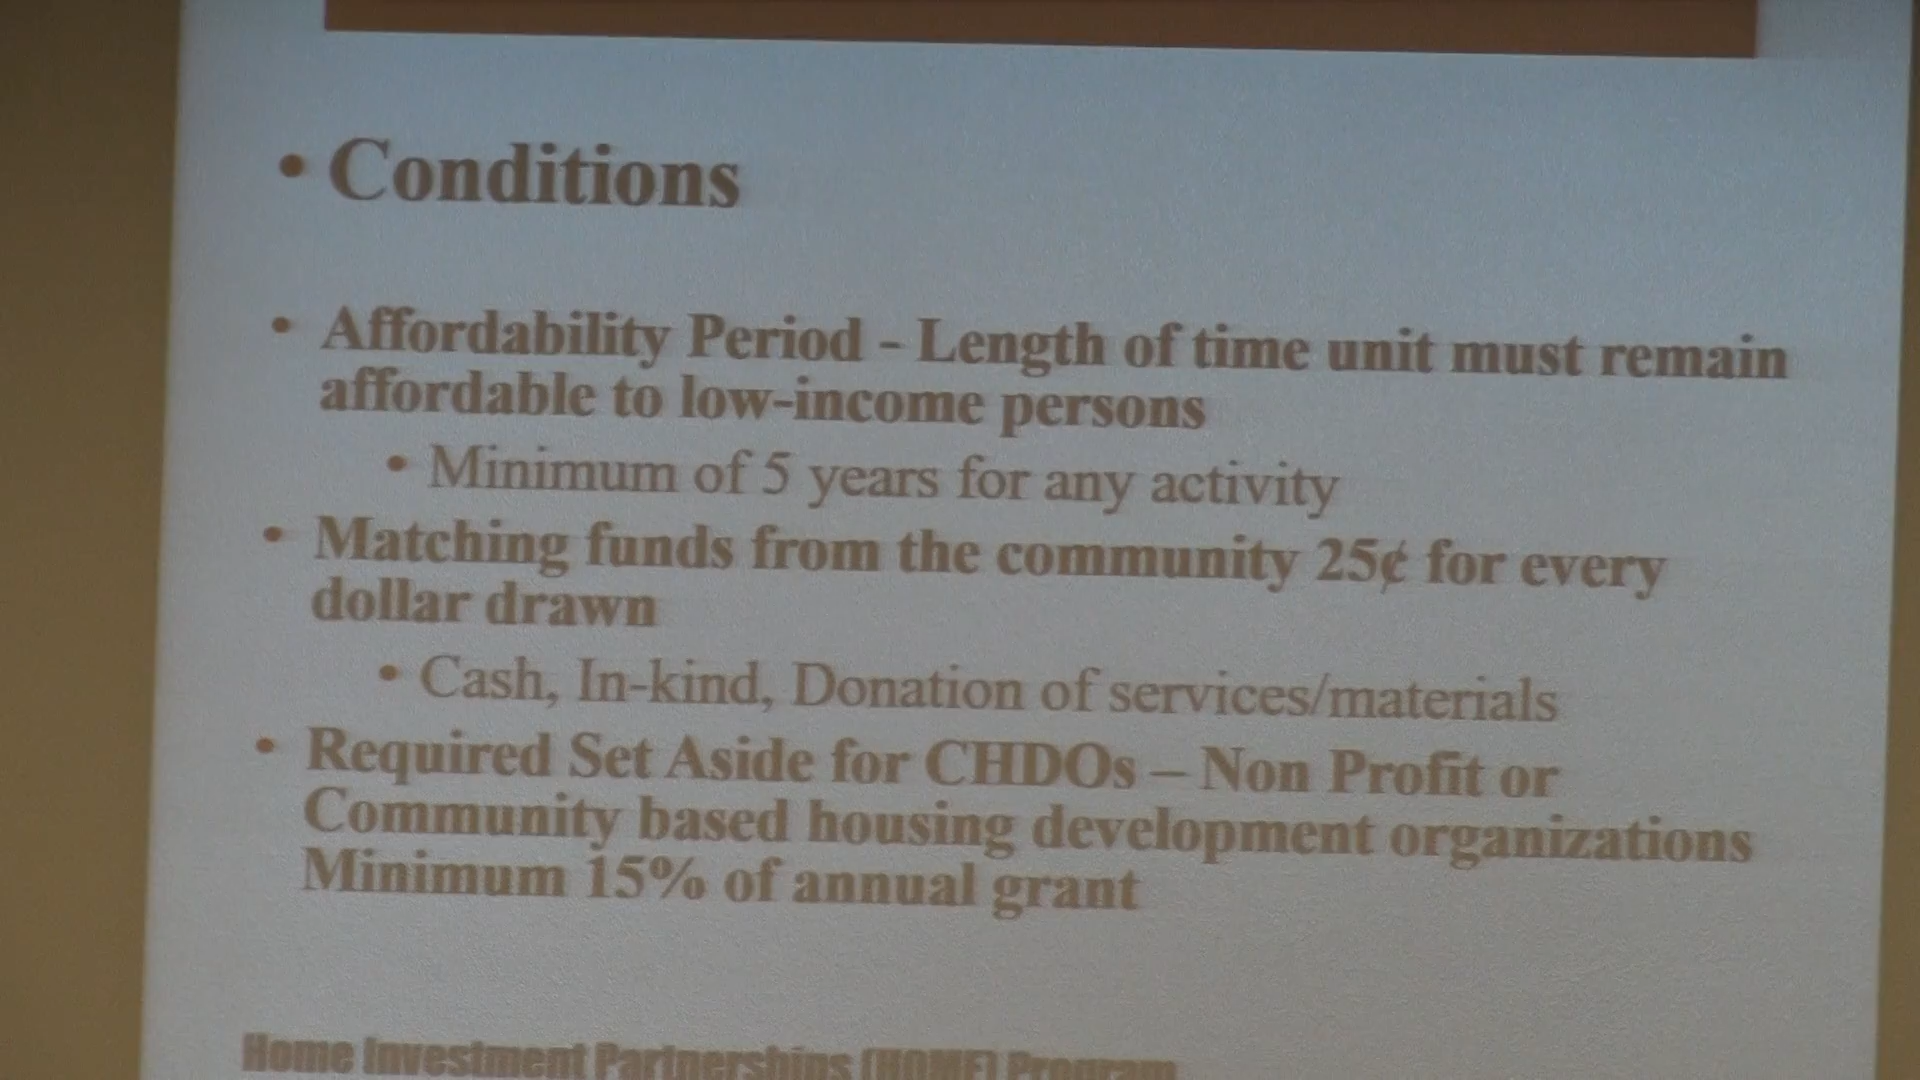 • Conditions
• Affordability Period - Length of time unit must remain
affordable to low-income persons
• Minimum of 5 years for any activity
• Matching funds from the community 25¢ for every
dollar drawn
• Cash, In-kind, Donation of services/materials
• Required Set Aside for CHDOs – Non Profit or
Community based housing development organizations
Minimum 15% of annual grant
Home Investment Partnerships (HOME) Program